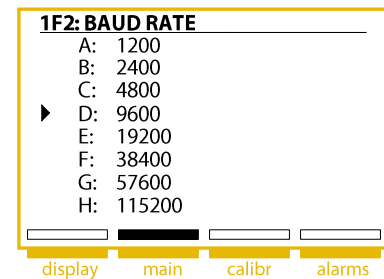 1F2: BAUD RATE
A: 1200
B: 2400
C: 4800
D: 9600
E: 19200
F: 38400
G: 57600
H: 115200
display main calibr alarms